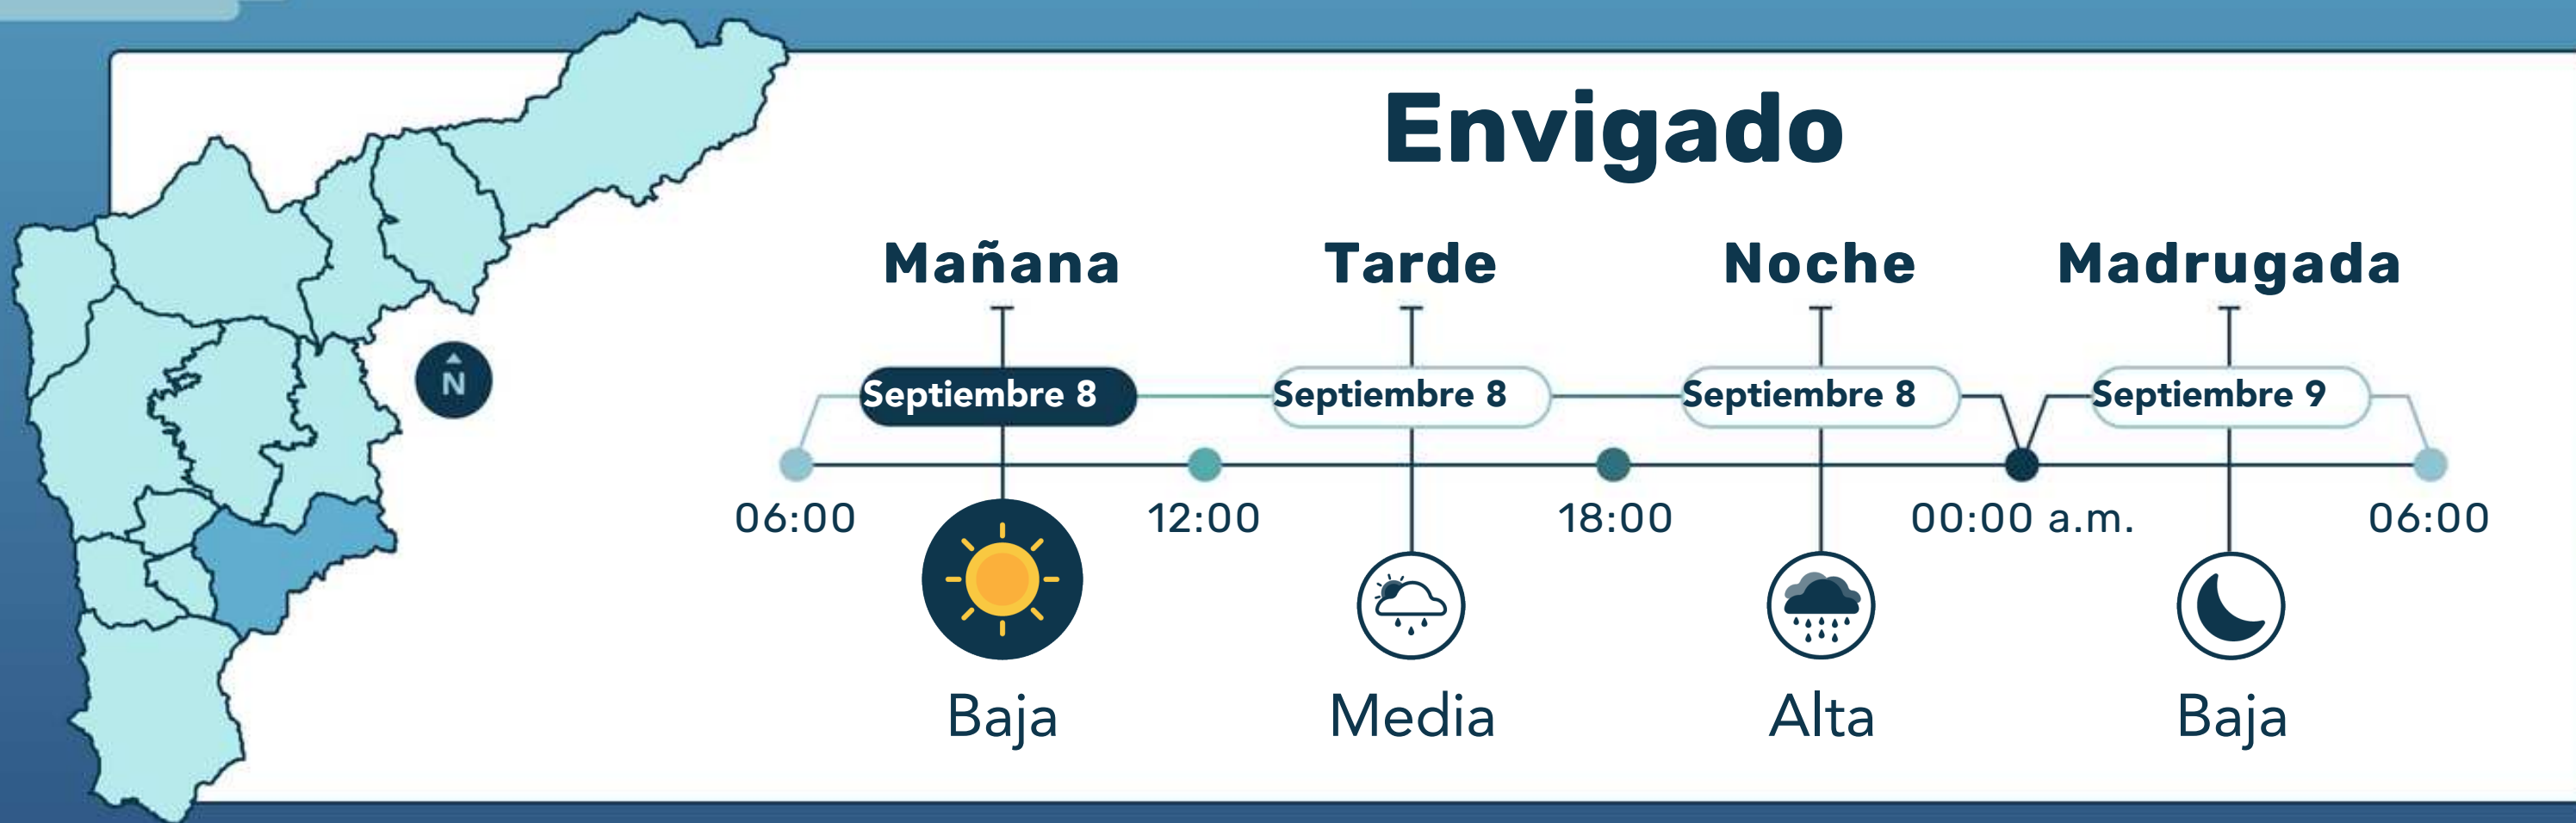 Envigado
Mañana Tarde Noche Madrugada
N
Septiembre 8 Septiembre 8 Septiembre 8 Septiembre 9
06:00 12:00 18:00 00:00 a.m. 06:00
Baja Media Alta Baja